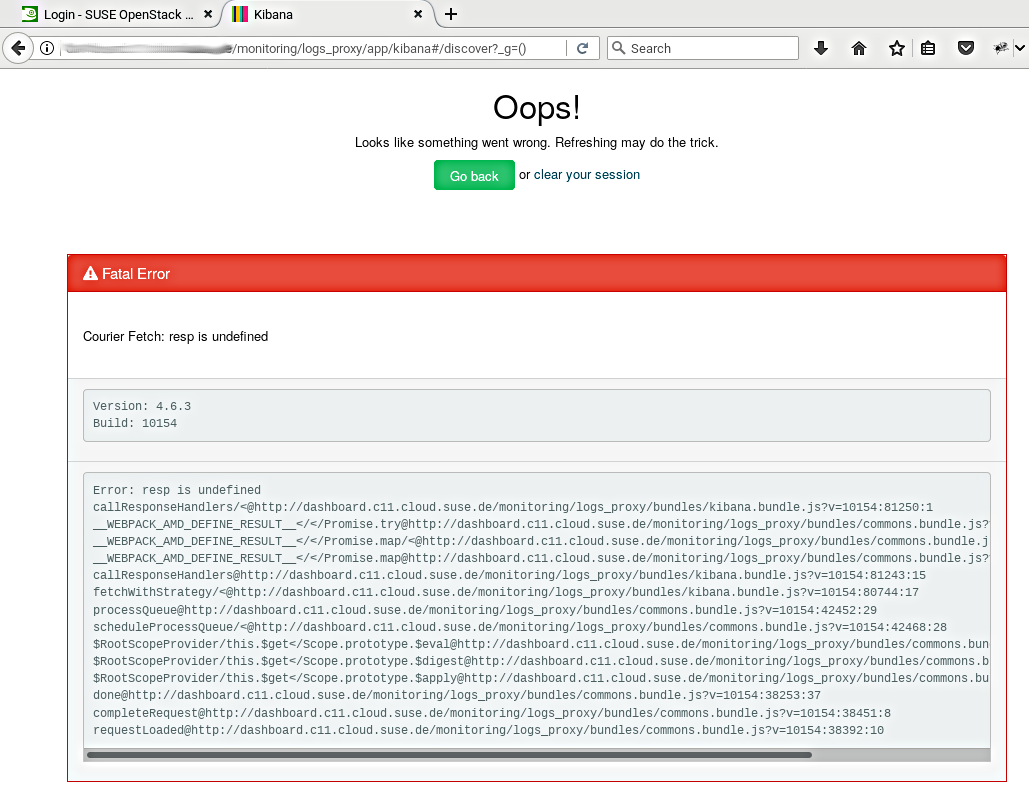 Login - SUSE OpenStack ...
Kibana
/monitoring/logs_proxy/app/kibana#/discover?_g=()
Search
Oops!
Looks like something went wrong. Refreshing may do the trick.
Go back or clear your session
Fatal Error
Courier Fetch: resp is undefined
Version: 4.6.3
Build: 10154
Error: resp is undefined
callResponseHandlers/<@http://dashboard.c11.cloud.suse.de/monitoring/logs_proxy/bundles/kibana.bundle.js?v=10154:81250:1
__WEBPACK_AMD_DEFINE_RESULT__</</Promise.try@http://dashboard.c11.cloud.suse.de/monitoring/logs_proxy/bundles/commons.bundle.js?
__WEBPACK_AMD_DEFINE_RESULT__</</Promise.map/<@http://dashboard.c11.cloud.suse.de/monitoring/logs_proxy/bundles/commons.bundle.j
__WEBPACK_AMD_DEFINE_RESULT__</</Promise.map@http://dashboard.c11.cloud.suse.de/monitoring/logs_proxy/bundles/commons.bundle.js?
callResponseHandlers@http://dashboard.c11.cloud.suse.de/monitoring/logs_proxy/bundles/kibana.bundle.js?v=10154:81243:15
fetchWithStrategy/<@http://dashboard.c11.cloud.suse.de/monitoring/logs_proxy/bundles/kibana.bundle.js?v=10154:80744:17
processQueue@http://dashboard.c11.cloud.suse.de/monitoring/logs_proxy/bundles/commons.bundle.js?v=10154:42452:29
scheduleProcessQueue/<@http://dashboard.c11.cloud.suse.de/monitoring/logs_proxy/bundles/commons.bundle.js?v=10154:42468:28
$RootScopeProvider/this.$get</Scope.prototype.$eval@http://dashboard.c11.cloud.suse.de/monitoring/logs_proxy/bundles/commons.bun
$RootScopeProvider/this.$get</Scope.prototype.$digest@http://dashboard.c11.cloud.suse.de/monitoring/logs_proxy/bundles/commons.b
$RootScopeProvider/this.$get</Scope.prototype.$apply@http://dashboard.c11.cloud.suse.de/monitoring/logs_proxy/bundles/commons.bu
done@http://dashboard.c11.cloud.suse.de/monitoring/logs_proxy/bundles/commons.bundle.js?v=10154:38253:37
completeRequest@http://dashboard.c11.cloud.suse.de/monitoring/logs_proxy/bundles/commons.bundle.js?v=10154:38451:8
requestLoaded@http://dashboard.c11.cloud.suse.de/monitoring/logs_proxy/bundles/commons.bundle.js?v=10154:38392:10